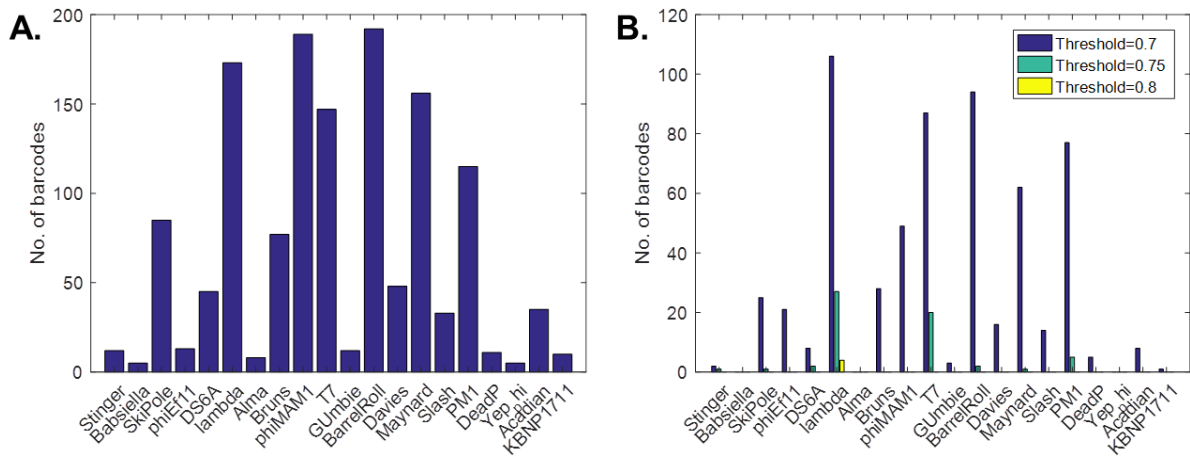 A.
No. of barcodes
200
150
100
50
0
Stinger
Babsiella
SkiPole
phiEf11
DS6A
lambda
Alma
Bruns
phiMAM1
T7
GUmbie
BarrelRoll
Davies
Maynard
Slash
PM1
DeadP
Yep_hi
Acadian
KBNP1711
B.
No. of barcodes
120
100
80
60
40
20
0
Threshold=0.7
Threshold=0.75
Threshold=0.8
Stinger
Babsiella
SkiPole
phiEf11
DS6A
lambda
Alma
Bruns
phiMAM1
T7
GUmbie
BarrelRoll
Davies
Maynard
Slash
PM1
DeadP
Yep_hi
Acadian
KBNP1711